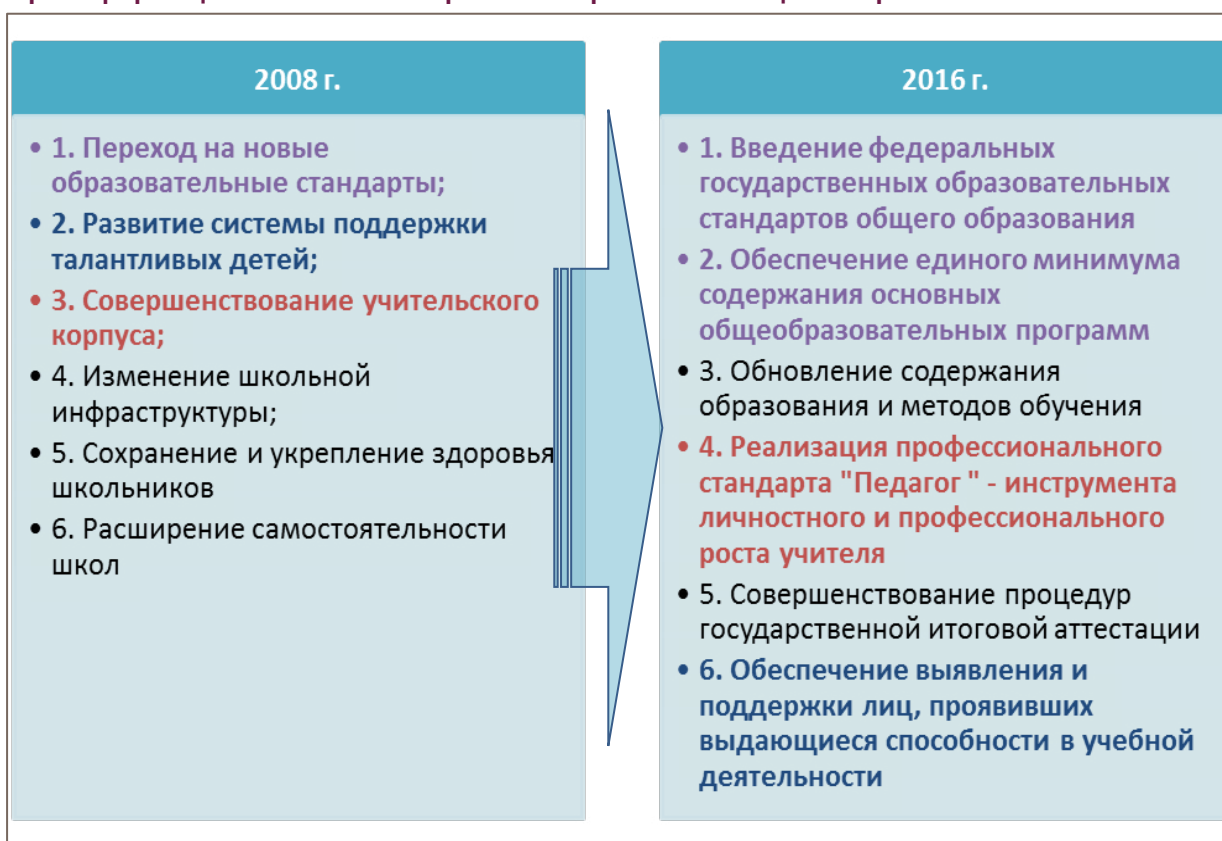 2008 г.
• 1. Переход на новые
образовательные стандарты;
• 2. Развитие системы поддержки
талантливых детей;
• 3. Совершенствование учительского
корпуса;
• 4. Изменение школьной
инфраструктуры;
• 5. Сохранение и укрепление здоровья
школьников
• 6. Расширение самостоятельности
школ
2016 г.
• 1. Введение федеральных
государственных образовательных
стандартов общего образования
• 2. Обеспечение единого минимума
содержания основных
общеобразовательных программ
• 3. Обновление содержания
образования и методов обучения
• 4. Реализация профессионального
стандарта "Педагог " - инструмента
личностного и профессионального
роста учителя
• 5. Совершенствование процедур
государственной итоговой аттестации
• 6. Обеспечение выявления и
поддержки лиц, проявивших
выдающиеся способности в учебной
деятельности